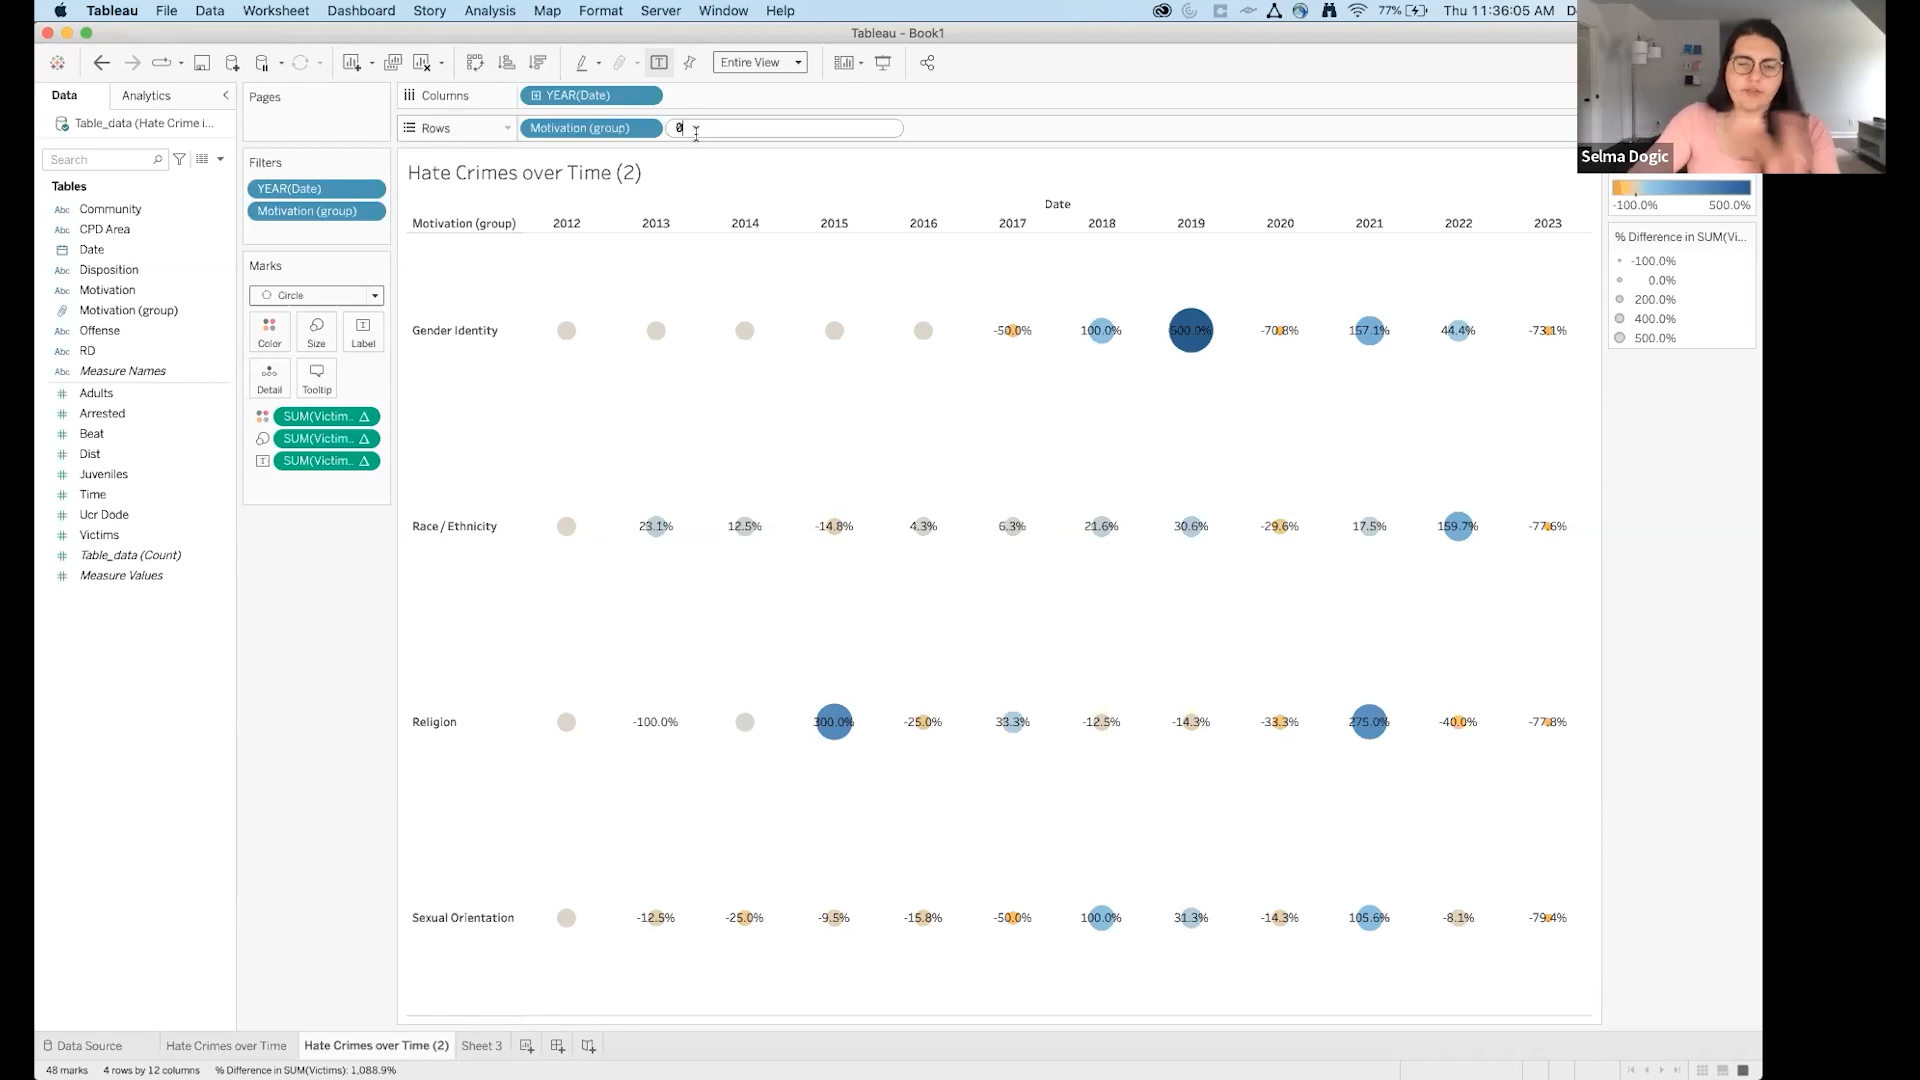 Tableau File Data Worksheet Dashboard Story Analysis Map Format Server Window Help 77% Thu 11:36:05 AM D
Tableau - Book1
Entire View
Data Analytics
Table_data (Hate Crime i...
Search
Tables
Abc Community
Abc CPD Area
Date
Abc Disposition
Abc Motivation
Motivation (group)
Abc Offense
Abc RD
Abc Measure Names
# Adults
# Arrested
# Beat
# Dist
# Juveniles
# Time
# Ucr Dode
# Victims
# Table_data (Count)
# Measure Values
Pages
Filters
YEAR(Date)
Motivation (group)
Marks
Circle
Color Size Label
Detail Tooltip
SUM(Victim.. Δ
SUM(Victim.. Δ
SUM(Victim.. Δ
Columns YEAR(Date)
Rows Motivation (group) 0
Hate Crimes over Time (2)
Date
Motivation (group) 2012 2013 2014 2015 2016 2017 2018 2019 2020 2021 2022 2023
Gender Identity -50.0% 100.0% 500.0% -70.8% 157.1% 44.4% -73.1%
Race / Ethnicity 23.1% 12.5% -14.8% 4.3% 6.3% 21.6% 30.6% -29.6% 17.5% 159.7% -77.6%
Religion -100.0% 300.0% -25.0% 33.3% -12.5% -14.3% -33.3% 275.0% -40.0% -77.8%
Sexual Orientation -12.5% -25.0% -9.5% -15.8% -50.0% 100.0% 31.3% -14.3% 105.6% -8.1% -79.4%
Selma Dogic
-100.0% 500.0%
% Difference in SUM(Vi...
-100.0%
0.0%
200.0%
400.0%
500.0%
Data Source Hate Crimes over Time Hate Crimes over Time (2) Sheet 3
48 marks 4 rows by 12 columns % Difference in SUM(Victims): 1,088.9%